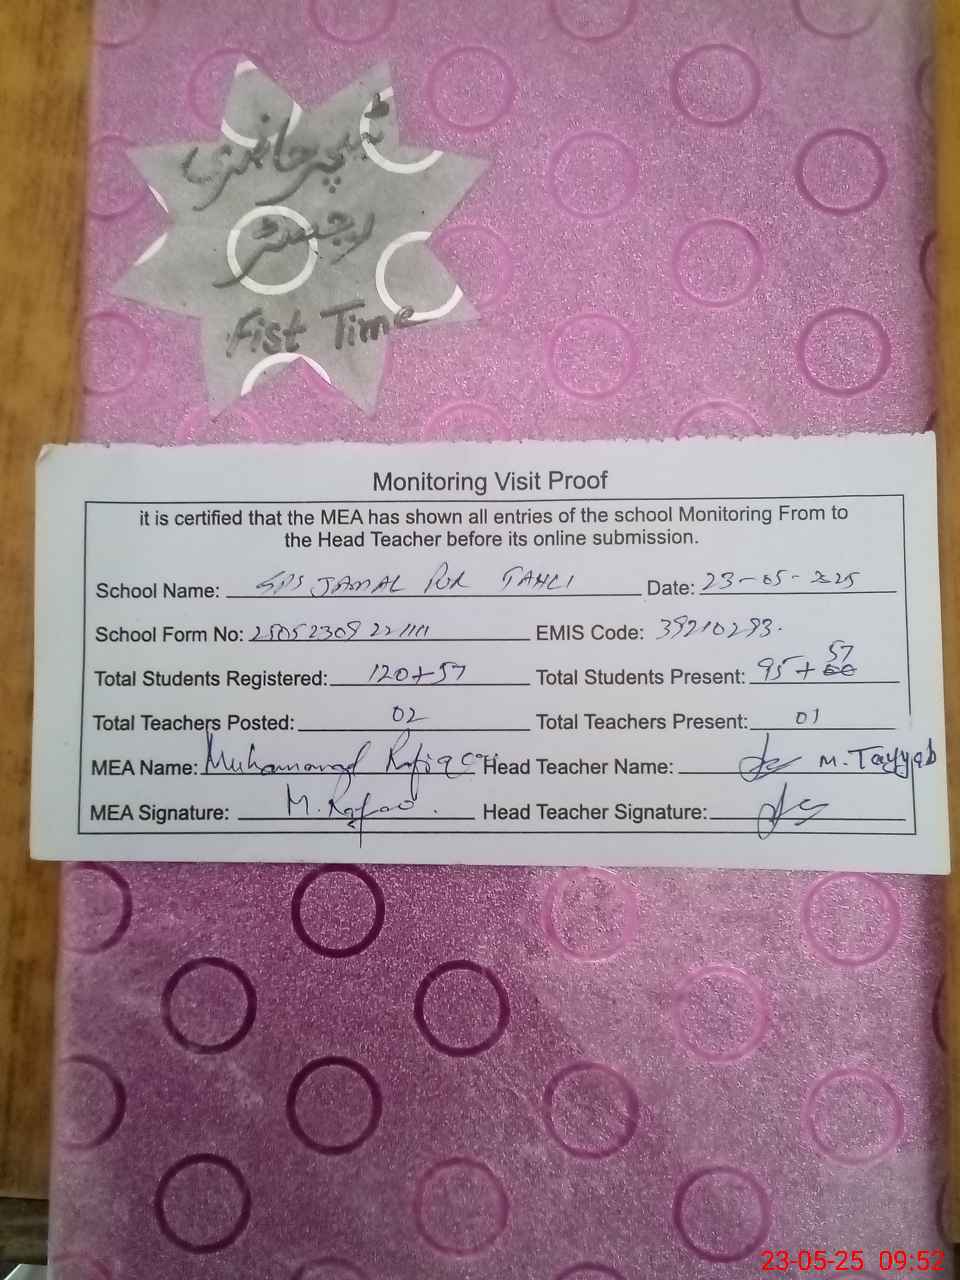 ٹیچر حاضری
رجسٹر
Fist Time
Monitoring Visit Proof
it is certified that the MEA has shown all entries of the school Monitoring From to
the Head Teacher before its online submission.
School Name: GPS JAMAL PUR TAHLI Date: 23-05-2025
School Form No: EMIS Code: 39210293.
Total Students Registered: 120+57 Total Students Present: 95+57
Total Teachers Posted: 02 Total Teachers Present: 01
MEA Name: Muhammad Rafiq Head Teacher Name: M. Tayyab
MEA Signature: M. Head Teacher Signature:
23-05-25 09:52